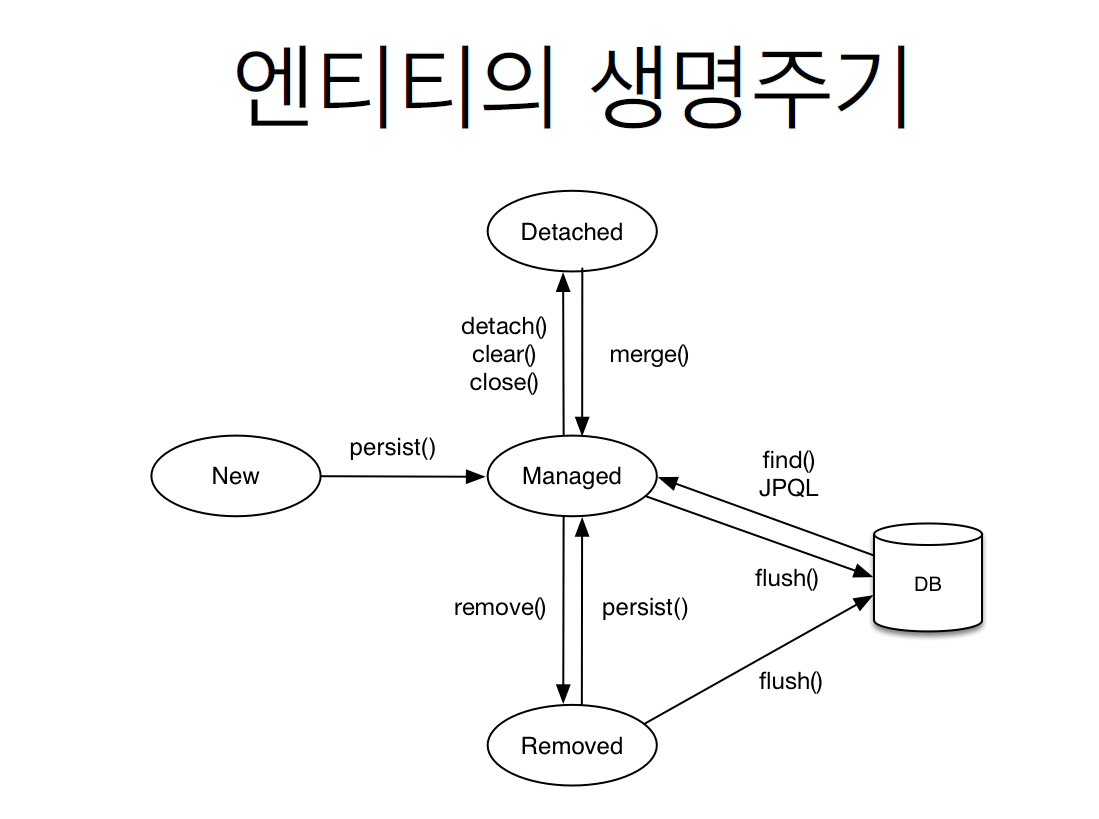 엔티티의 생명주기
Detached
detach()
clear()
close()
merge()
New
persist()
Managed
find()
JPQL
flush()
DB
remove()
persist()
flush()
Removed